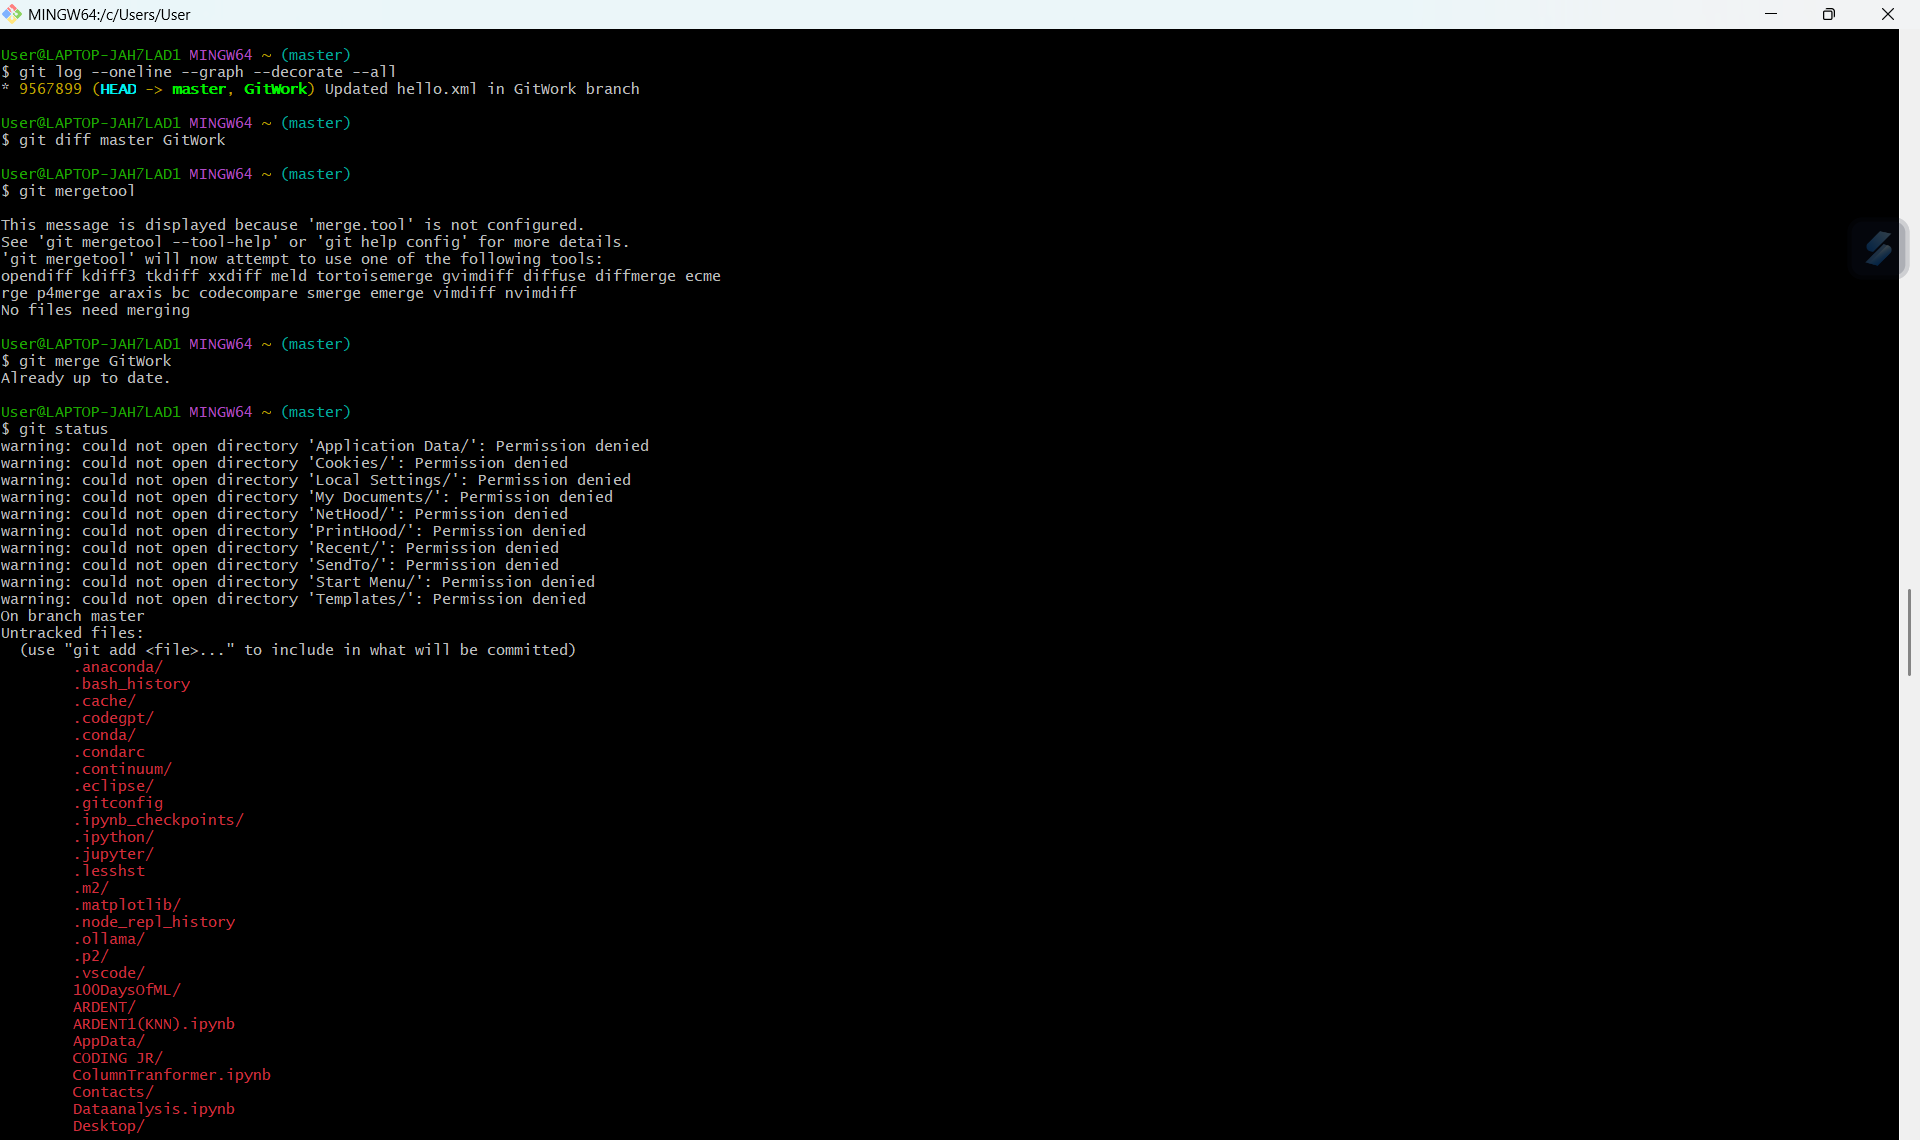 MINGW64:/c/Users/User
User@LAPTOP-JAH7LAD1 MINGW64 ~ (master)
$ git log --oneline --graph --decorate --all
* 9567899 (HEAD -> master, GitWork) Updated hello.xml in GitWork branch
User@LAPTOP-JAH7LAD1 MINGW64 ~ (master)
$ git diff master GitWork
User@LAPTOP-JAH7LAD1 MINGW64 ~ (master)
$ git mergetool
This message is displayed because 'merge.tool' is not configured.
See 'git mergetool --tool-help' or 'git help config' for more details.
'git mergetool' will now attempt to use one of the following tools:
opendiff kdiff3 tkdiff xxdiff meld tortoisemerge gvimdiff diffuse diffmerge ecme
rge p4merge araxis bc codecompare smerge emerge vimdiff nvimdiff
No files need merging
User@LAPTOP-JAH7LAD1 MINGW64 ~ (master)
$ git merge GitWork
Already up to date.
User@LAPTOP-JAH7LAD1 MINGW64 ~ (master)
$ git status
warning: could not open directory 'Application Data/': Permission denied
warning: could not open directory 'Cookies/': Permission denied
warning: could not open directory 'Local Settings/': Permission denied
warning: could not open directory 'My Documents/': Permission denied
warning: could not open directory 'NetHood/': Permission denied
warning: could not open directory 'PrintHood/': Permission denied
warning: could not open directory 'Recent/': Permission denied
warning: could not open directory 'SendTo/': Permission denied
warning: could not open directory 'Start Menu/': Permission denied
warning: could not open directory 'Templates/': Permission denied
On branch master
Untracked files:
  (use "git add <file>..." to include in what will be committed)
        .anaconda/
        .bash_history
        .cache/
        .codegpt/
        .conda/
        .condarc
        .continuum/
        .eclipse/
        .gitconfig
        .ipynb_checkpoints/
        .ipython/
        .jupyter/
        .lesshst
        .m2/
        .matplotlib/
        .node_repl_history
        .ollama/
        .p2/
        .vscode/
        100DaysOfML/
        ARDENT/
        ARDENT1(KNN).ipynb
        AppData/
        CODING JR/
        ColumnTranformer.ipynb
        Contacts/
        Dataanalysis.ipynb
        Desktop/